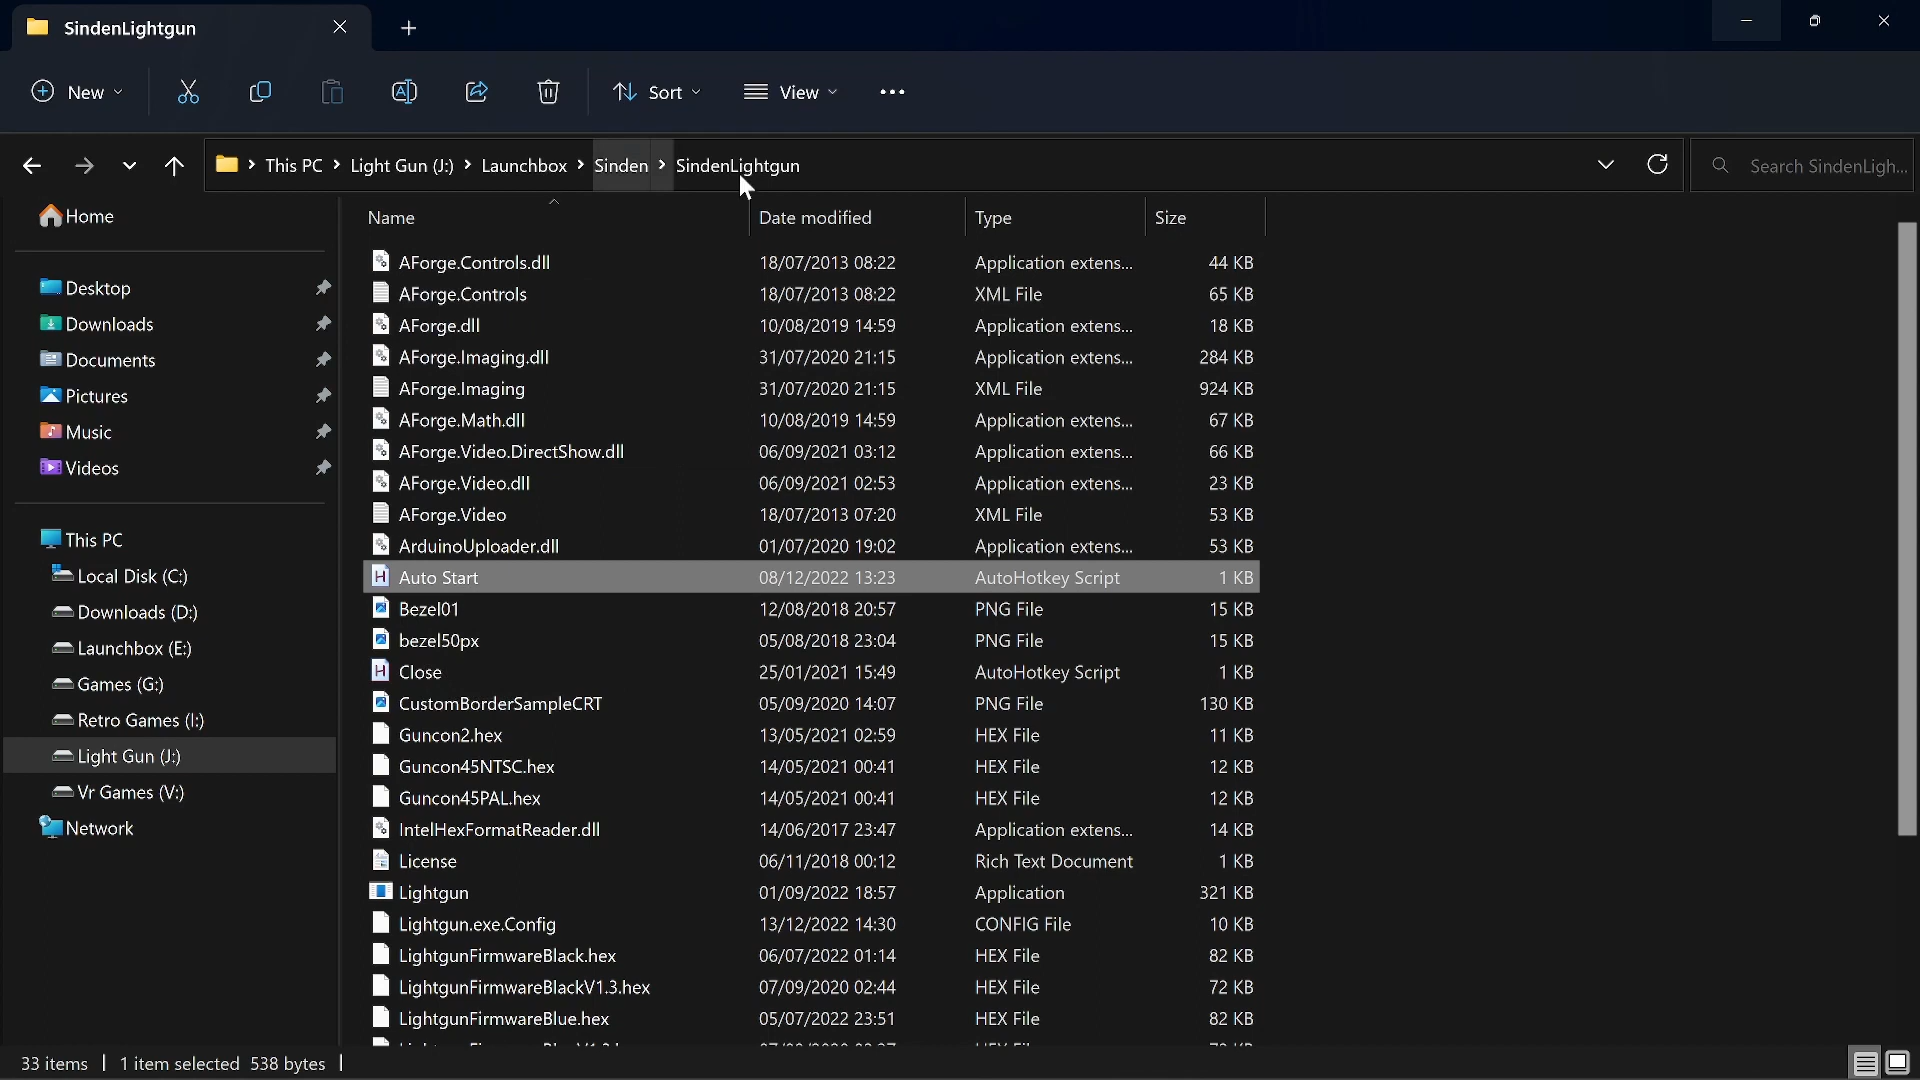 SindenLightgun
New
Sort
View
This PC
Light Gun (J:)
Launchbox
Sinden
SindenLightgun
Search SindenLigh...
Home
Desktop
Downloads
Documents
Pictures
Music
Videos
This PC
Local Disk (C:)
Downloads (D:)
Launchbox (E:)
Games (G:)
Retro Games (I:)
Light Gun (J:)
Vr Games (V:)
Network
Name Date modified Type Size
AForge.Controls.dll 18/07/2013 08:22 Application extens... 44 KB
AForge.Controls 18/07/2013 08:22 XML File 65 KB
AForge.dll 10/08/2019 14:59 Application extens... 18 KB
AForge.Imaging.dll 31/07/2020 21:15 Application extens... 284 KB
AForge.Imaging 31/07/2020 21:15 XML File 924 KB
AForge.Math.dll 10/08/2019 14:59 Application extens... 67 KB
AForge.Video.DirectShow.dll 06/09/2021 03:12 Application extens... 66 KB
AForge.Video.dll 06/09/2021 02:53 Application extens... 23 KB
AForge.Video 18/07/2013 07:20 XML File 53 KB
ArduinoUploader.dll 01/07/2020 19:02 Application extens... 53 KB
Auto Start 08/12/2022 13:23 AutoHotkey Script 1 KB
Bezel01 12/08/2018 20:57 PNG File 15 KB
bezel50px 05/08/2018 23:04 PNG File 15 KB
Close 25/01/2021 15:49 AutoHotkey Script 1 KB
CustomBorderSampleCRT 05/09/2020 14:07 PNG File 130 KB
Guncon2.hex 13/05/2021 02:59 HEX File 11 KB
Guncon45NTSC.hex 14/05/2021 00:41 HEX File 12 KB
Guncon45PAL.hex 14/05/2021 00:41 HEX File 12 KB
IntelHexFormatReader.dll 14/06/2017 23:47 Application extens... 14 KB
License 06/11/2018 00:12 Rich Text Document 1 KB
Lightgun 01/09/2022 18:57 Application 321 KB
Lightgun.exe.Config 13/12/2022 14:30 CONFIG File 10 KB
LightgunFirmwareBlack.hex 06/07/2022 01:14 HEX File 82 KB
LightgunFirmwareBlackV1.3.hex 07/09/2020 02:44 HEX File 72 KB
LightgunFirmwareBlue.hex 05/07/2022 23:51 HEX File 82 KB
33 items 1 item selected 538 bytes